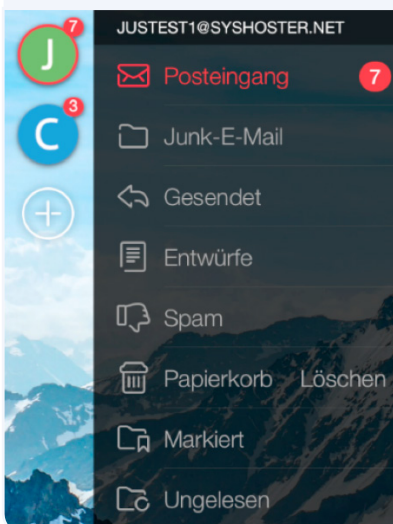 7
J
3
C
JUSTEST1@SYSHOSTER.NET
Posteingang 7
Junk-E-Mail
Gesendet
Entwürfe
Spam
Papierkorb Löschen
Markiert
Ungelesen